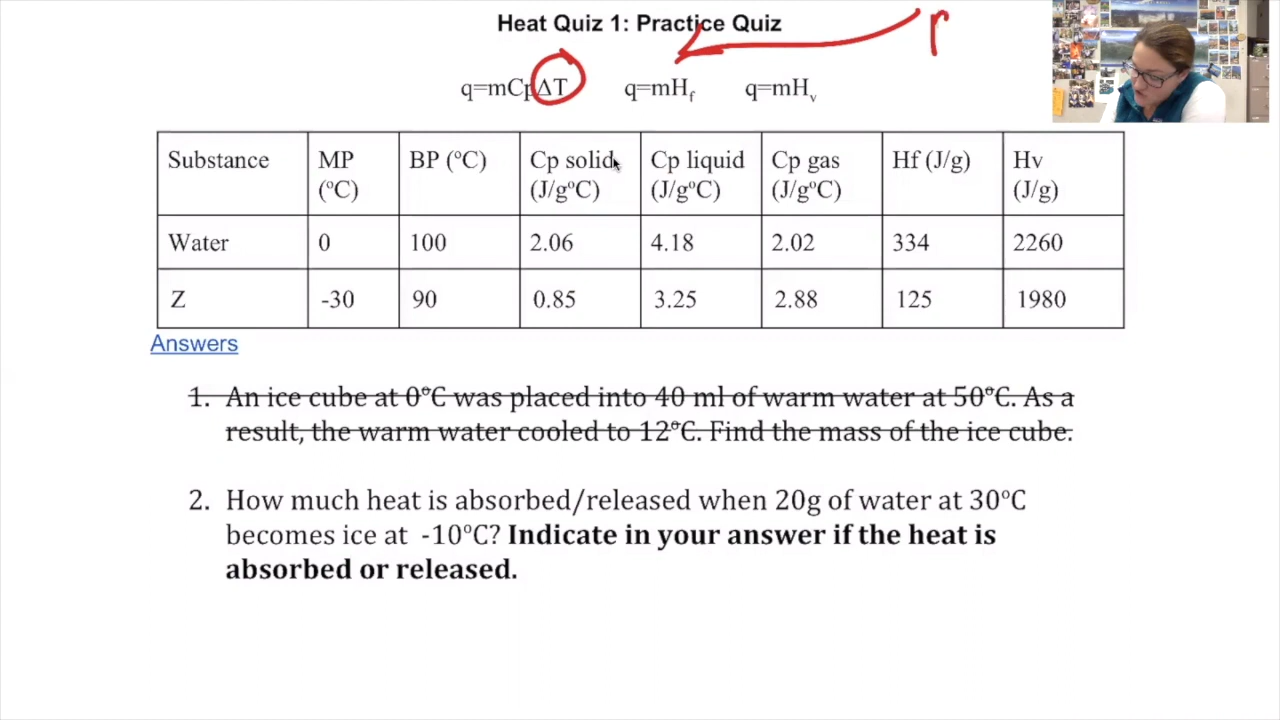 Heat Quiz 1: Practice Quiz
q=mCpΔT q=mHf q=mHv
Substance MP (°C) BP (°C) Cp solid (J/g°C) Cp liquid (J/g°C) Cp gas (J/g°C) Hf (J/g) Hv (J/g)
Water 0 100 2.06 4.18 2.02 334 2260
Z -30 90 0.85 3.25 2.88 125 1980
Answers
1. An ice cube at 0°C was placed into 40 ml of warm water at 50°C. As a
result, the warm water cooled to 12°C. Find the mass of the ice cube.
2. How much heat is absorbed/released when 20g of water at 30°C
becomes ice at -10°C? Indicate in your answer if the heat is
absorbed or released.